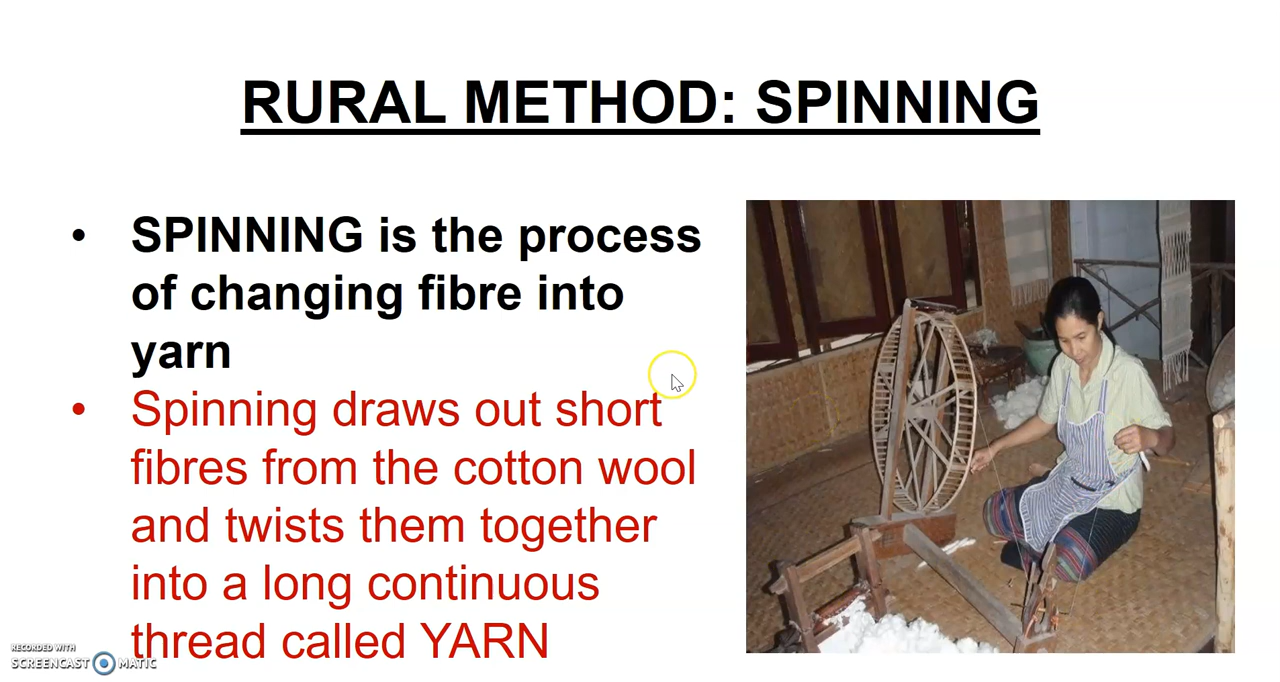 RURAL METHOD: SPINNING
• SPINNING is the process
of changing fibre into
yarn
• Spinning draws out short
fibres from the cotton wool
and twists them together
into a long continuous
thread called YARN
RECORDED WITH
SCREENCAST MATIC